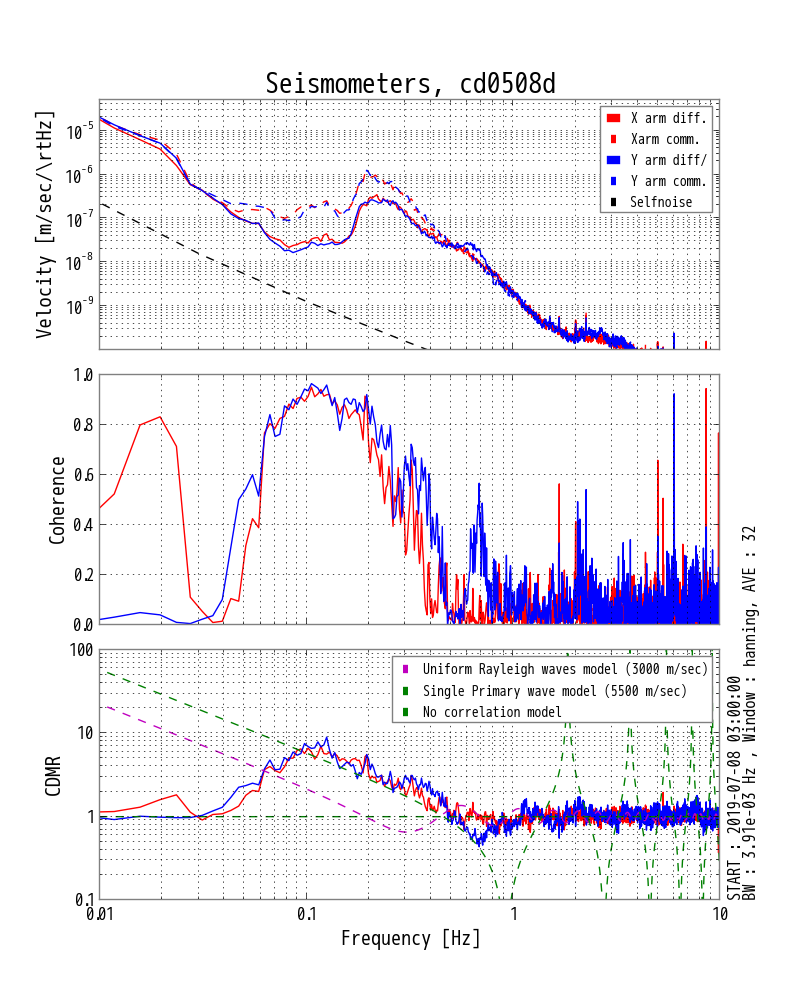 Seismometers, cd0508d
Velocity [m/sec/\rtHz]
10^-5
10^-6
10^-7
10^-8
10^-9
X arm diff.
Xarm comm.
Y arm diff/
Y arm comm.
Selfnoise
Coherence
1.0
0.8
0.6
0.4
0.2
0.0
CDMR
100
10
1
0.1
Uniform Rayleigh waves model (3000 m/sec)
Single Primary wave model (5500 m/sec)
No correlation model
0.01
0.1
1
10
Frequency [Hz]
START : 2019-07-08 03:00:00
BW : 3.91e-03 Hz , Window : hanning, AVE : 32